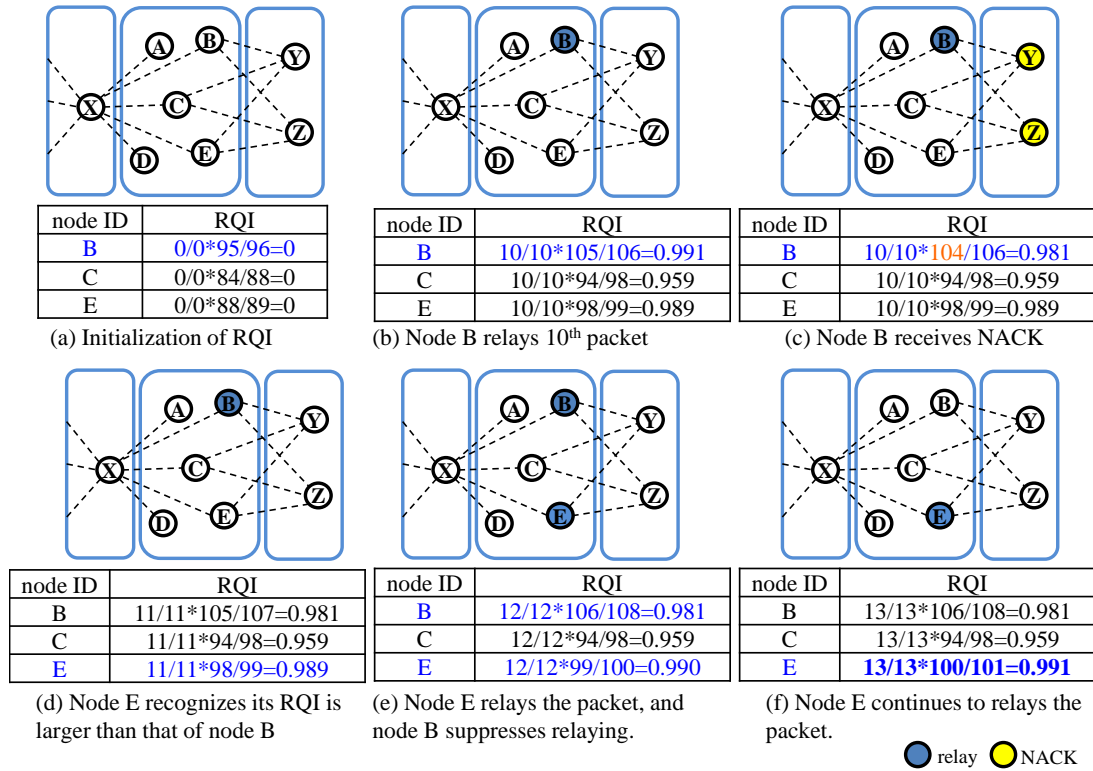 A B Y
X C
Z
D E
node ID RQI
B 0/0*95/96=0
C 0/0*84/88=0
E 0/0*88/89=0
(a) Initialization of RQI
A B Y
X C
Z
D E
node ID RQI
B 10/10*105/106=0.991
C 10/10*94/98=0.959
E 10/10*98/99=0.989
(b) Node B relays 10th packet
A B Y
X C
Z
D E
node ID RQI
B 10/10*104/106=0.981
C 10/10*94/98=0.959
E 10/10*98/99=0.989
(c) Node B receives NACK
A B Y
X C
Z
D E
node ID RQI
B 11/11*105/107=0.981
C 11/11*94/98=0.959
E 11/11*98/99=0.989
(d) Node E recognizes its RQI is
larger than that of node B
A B Y
X C
Z
D E
node ID RQI
B 12/12*106/108=0.981
C 12/12*94/98=0.959
E 12/12*99/100=0.990
(e) Node E relays the packet, and
node B suppresses relaying.
A B Y
X C
Z
D E
node ID RQI
B 13/13*106/108=0.981
C 13/13*94/98=0.959
E 13/13*100/101=0.991
(f) Node E continues to relays the
packet.
relay NACK